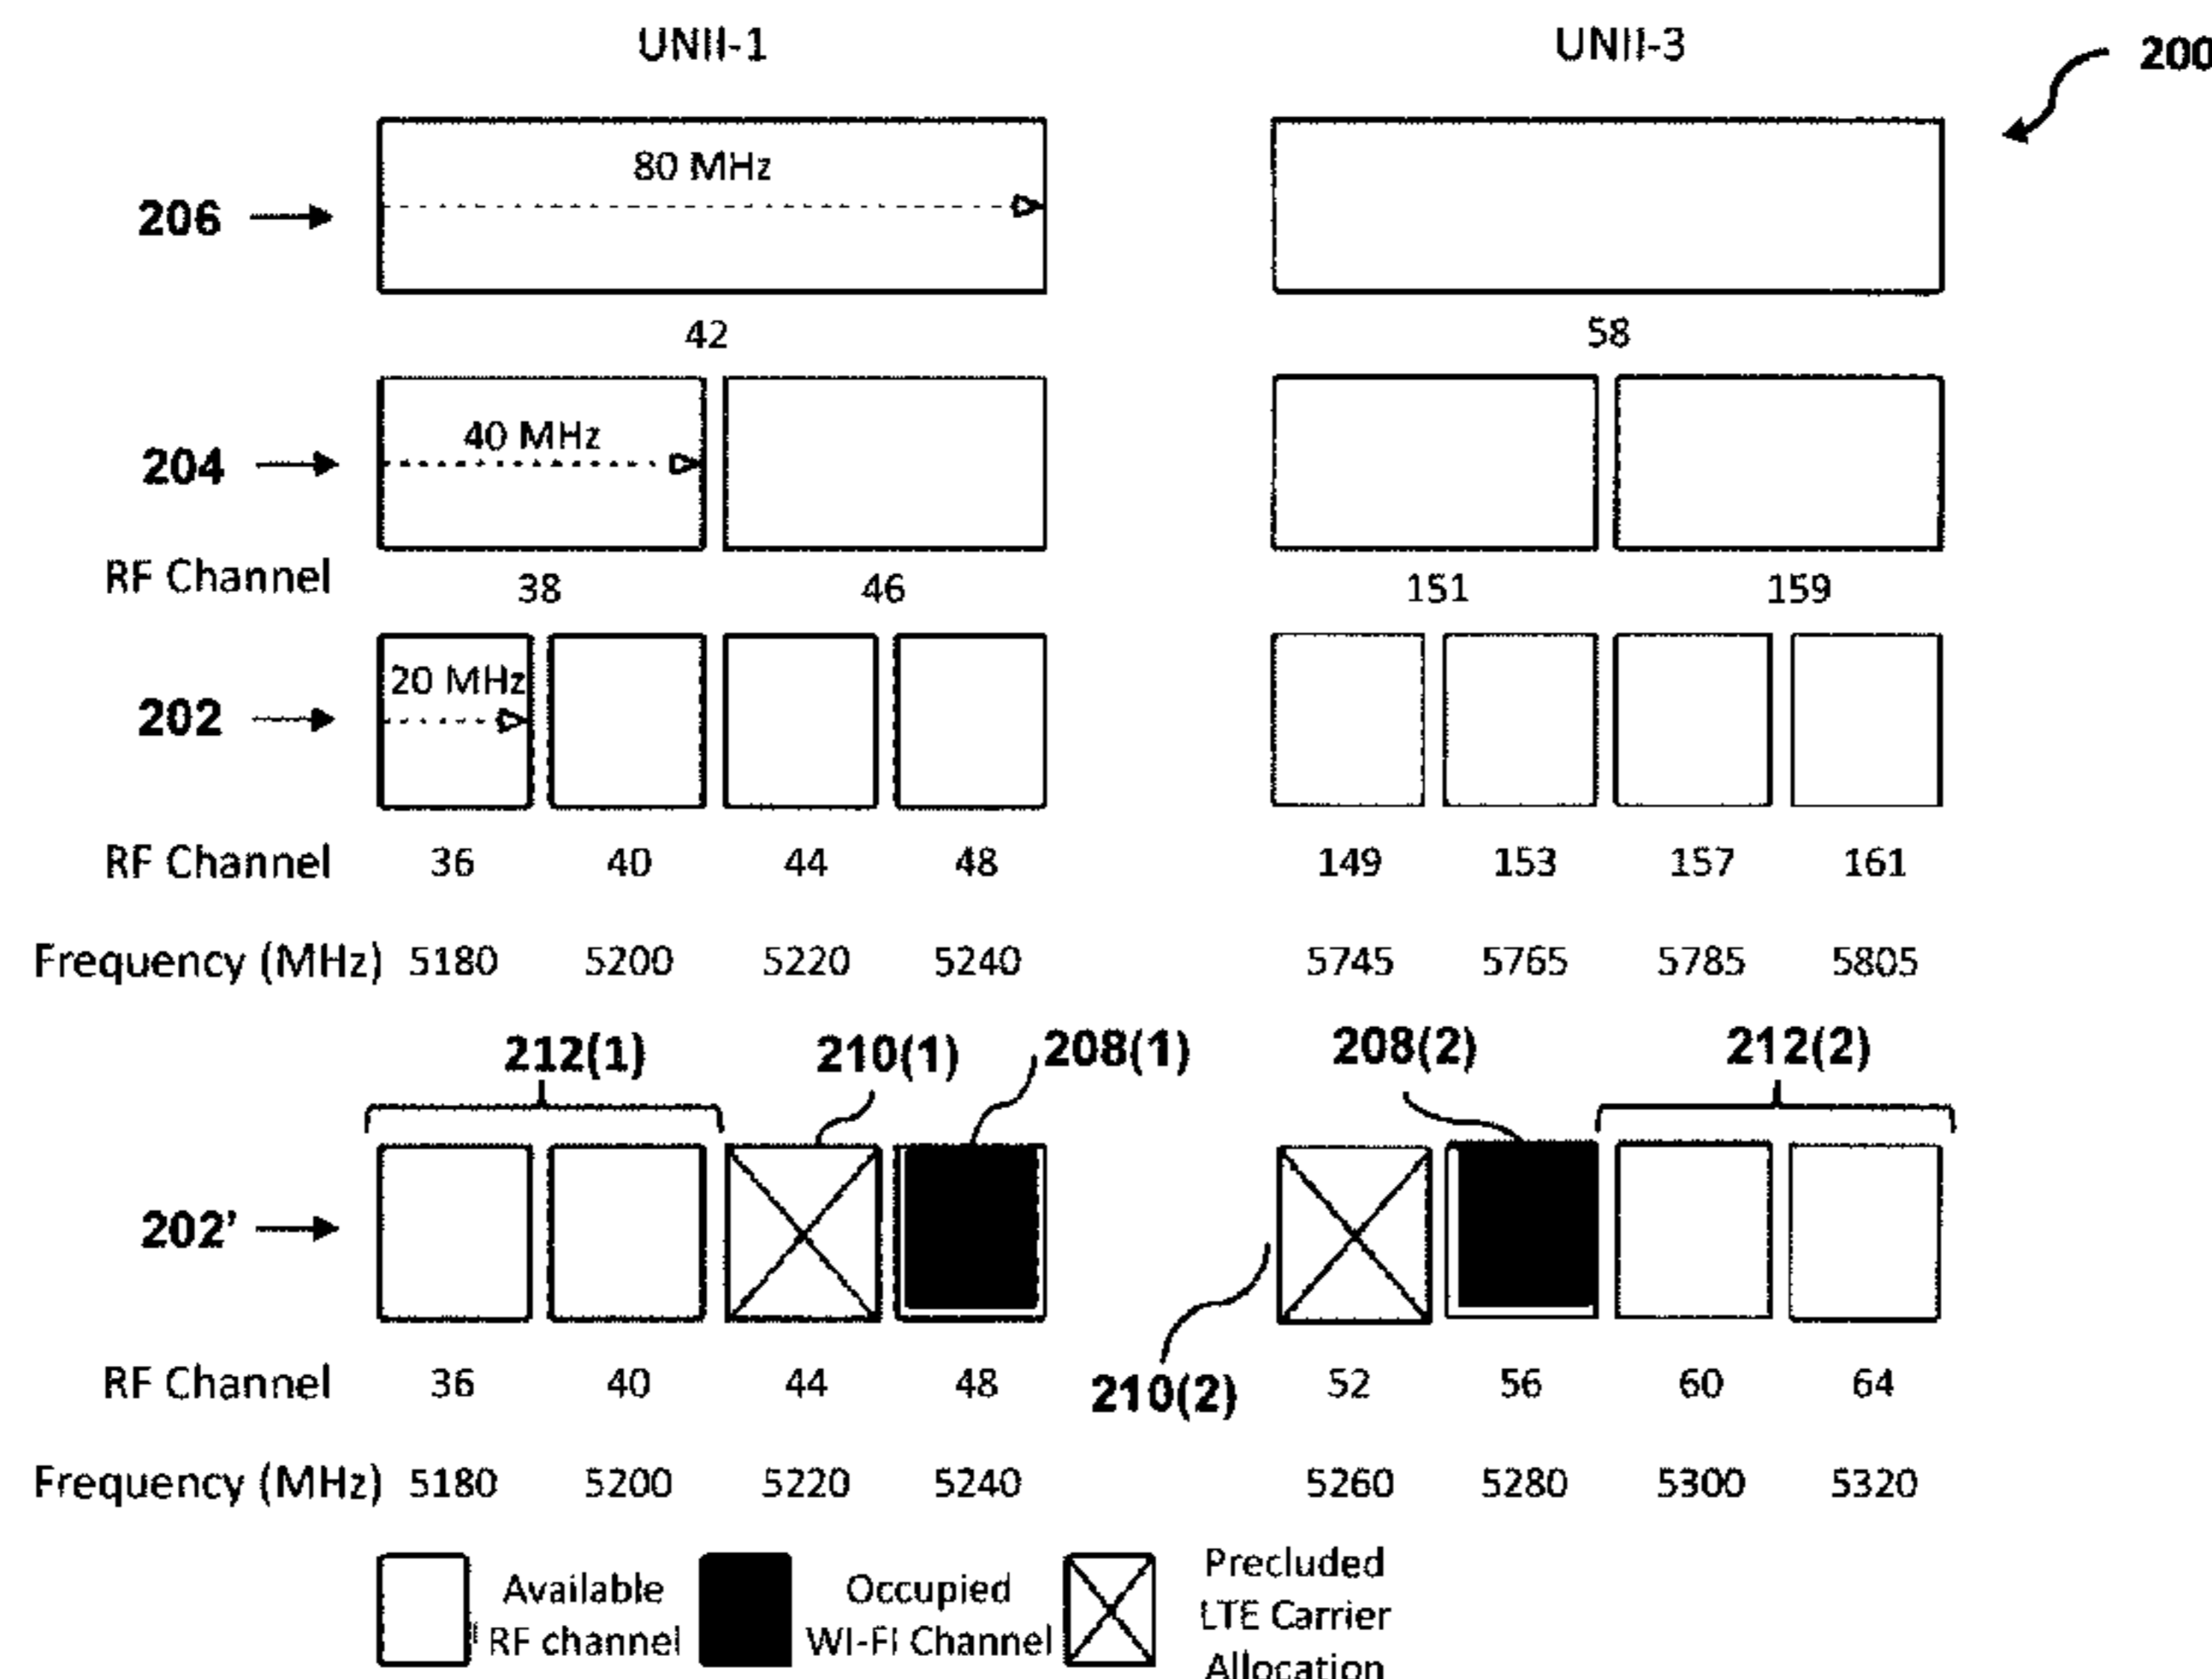 UNII-1 UNII-3
200
80 MHz
206
42 58
40 MHz
204
RF Channel 38 46 151 159
20 MHz
202
RF Channel 36 40 44 48 149 153 157 161
Frequency (MHz) 5180 5200 5220 5240 5745 5765 5785 5805
212(1) 210(1) 208(1) 208(2) 212(2)
202’
RF Channel 36 40 44 48 210(2) 52 56 60 64
Frequency (MHz) 5180 5200 5220 5240 5260 5280 5300 5320
Available
RF channel
Occupied
WI-FI Channel
Precluded
LTE Carrier
Allocation